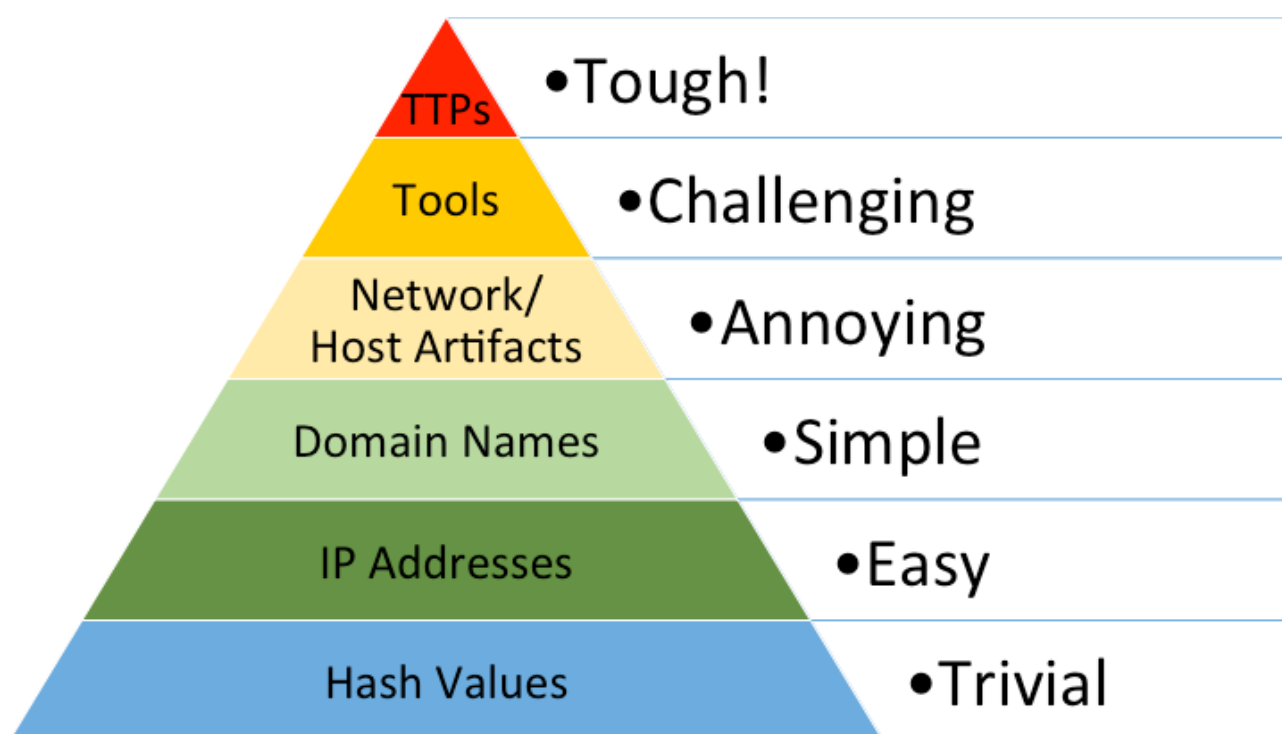 TTPs
•Tough!
Tools
•Challenging
Network/
Host Artifacts
•Annoying
Domain Names
•Simple
IP Addresses
•Easy
Hash Values
•Trivial